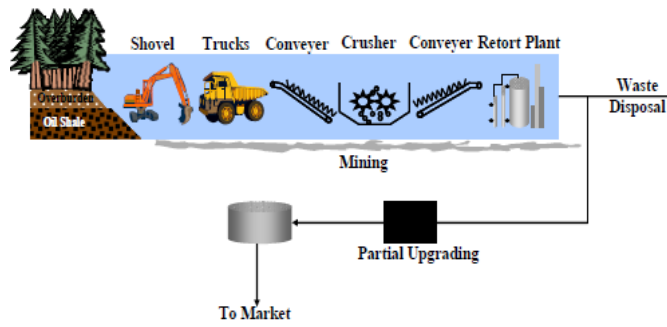 Shovel Trucks Conveyer Crusher Conveyer Retort Plant
Overburden
Oil Shale
Waste
Disposal
Mining
Partial Upgrading
To Market